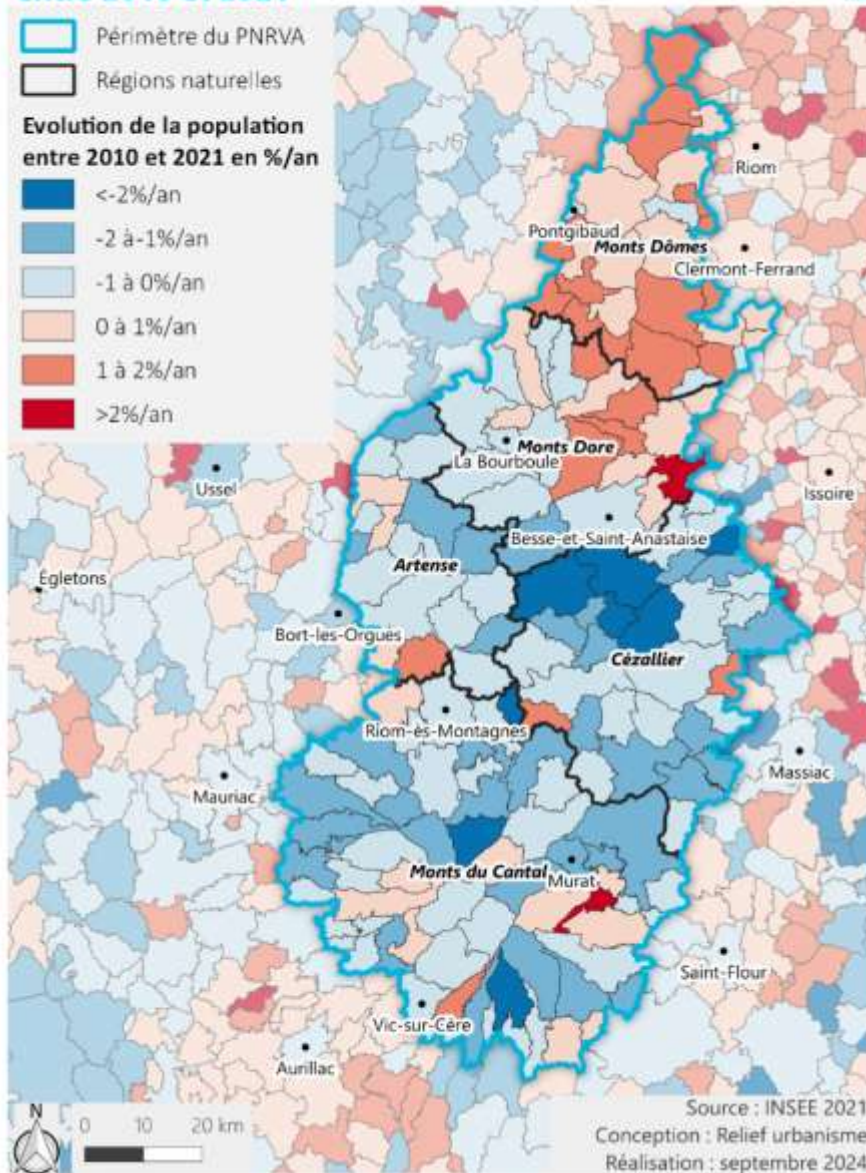 Périmètre du PNRVA
Régions naturelles
Evolution de la population
entre 2010 et 2021 en %/an
<-2%/an
-2 à-1%/an
-1 à 0%/an
0 à 1%/an
1 à 2%/an
>2%/an
Riom
Pontgibaud
Monts Dômes
Clermont-Ferrand
Monts Dore
La Bourboule
Ussel
Issoire
Besse-et-Saint-Anastaise
Artense
Égletons
Bort-les-Orgues
Cézallier
Riom-ès-Montagnes
Massiac
Mauriac
Monts du Cantal
Murat
Saint-Flour
Vic-sur-Cère
Aurillac
N
0 10 20 km
Source : INSEE 2021
Conception : Relief urbanisme
Réalisation : septembre 2024